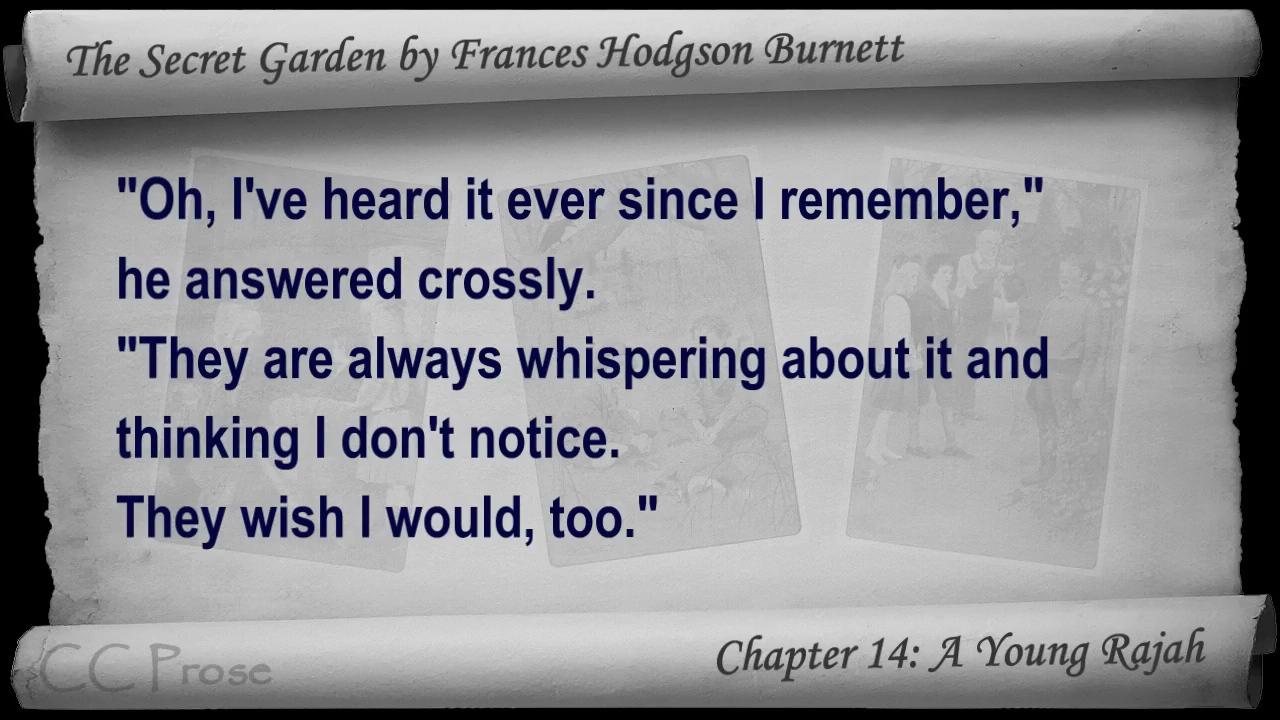 The Secret Garden by Frances Hodgson Burnett
"Oh, I've heard it ever since I remember,"
he answered crossly.
"They are always whispering about it and
thinking I don't notice.
They wish I would, too."
CC Prose
Chapter 14: A Young Rajah